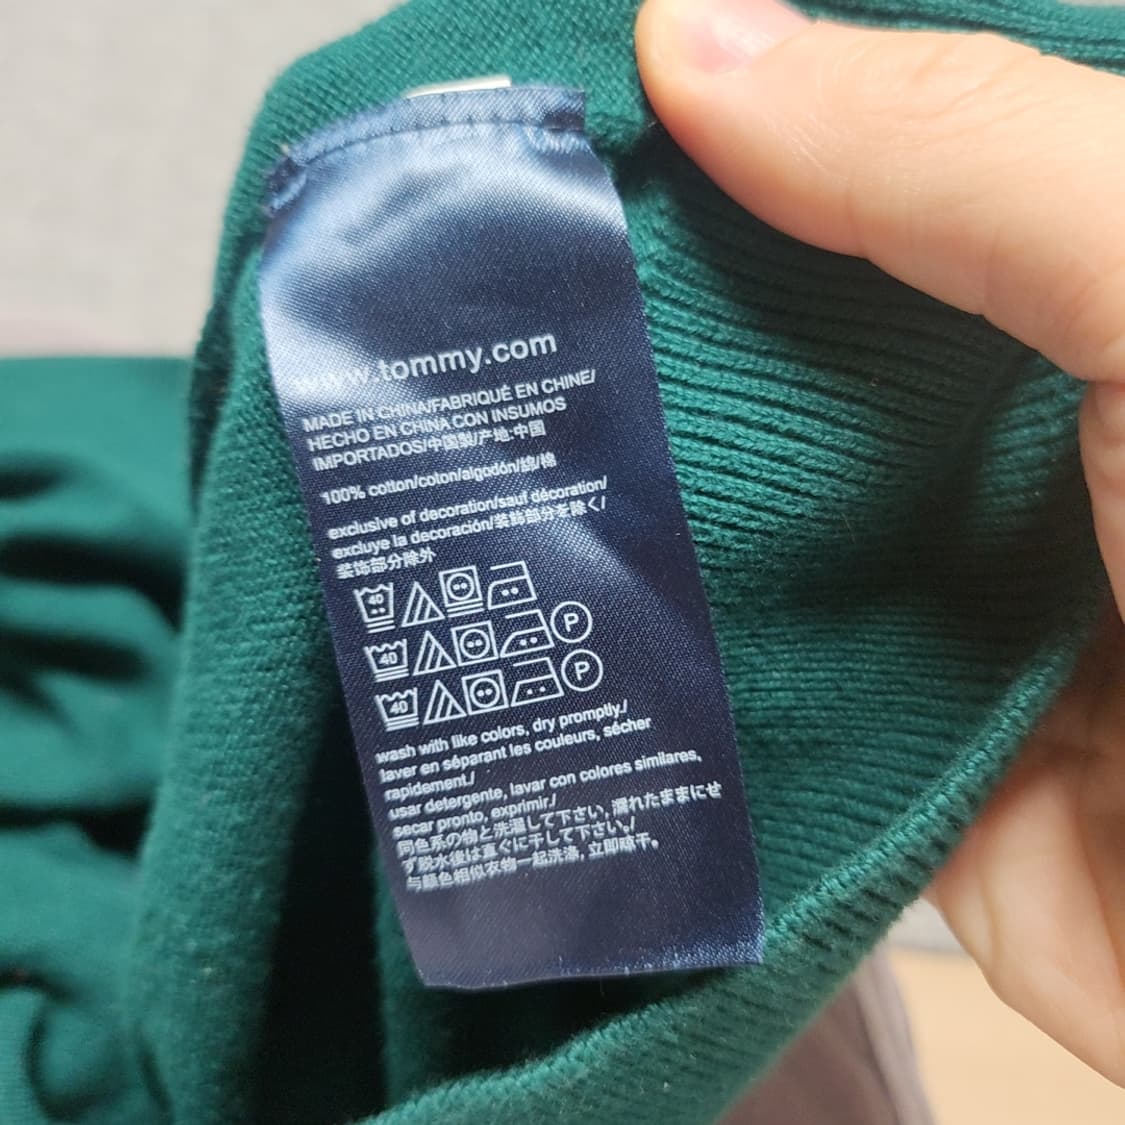 www.tommy.com
MADE IN CHINA/FABRIQUÉ EN CHINE/
HECHO EN CHINA CON INSUMOS
IMPORTADOS/中国製/产地:中国
100% cotton/coton/algodón/綿/棉
exclusive of decoration/sauf décoration/
excluye la decoración/装飾部分を除く/
装饰部分除外
40
40 P
40 P
wash with like colors, dry promptly./
laver en séparant les couleurs, sécher
rapidement./
usar detergente, lavar con colores similares,
secar pronto, exprimir./
同色系の物と洗濯して下さい, 濡れたままにせ
ず脱水後は直ぐに干して下さい。/
与颜色相似衣物一起洗涤, 立即晾干。